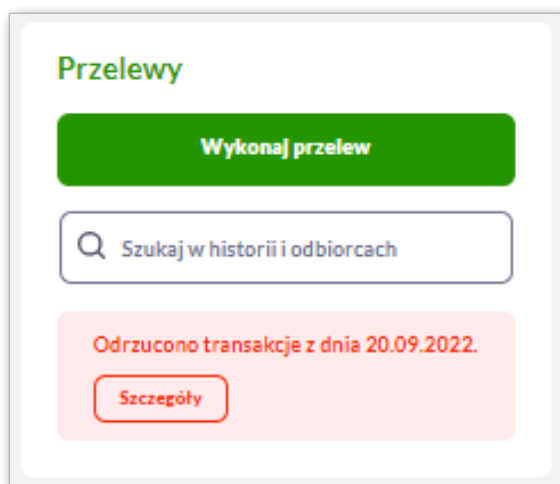 Przelewy
Wykonaj przelew
Szukaj w historii i odbiorcach
Odrzucono transakcje z dnia 20.09.2022.
Szczegóły